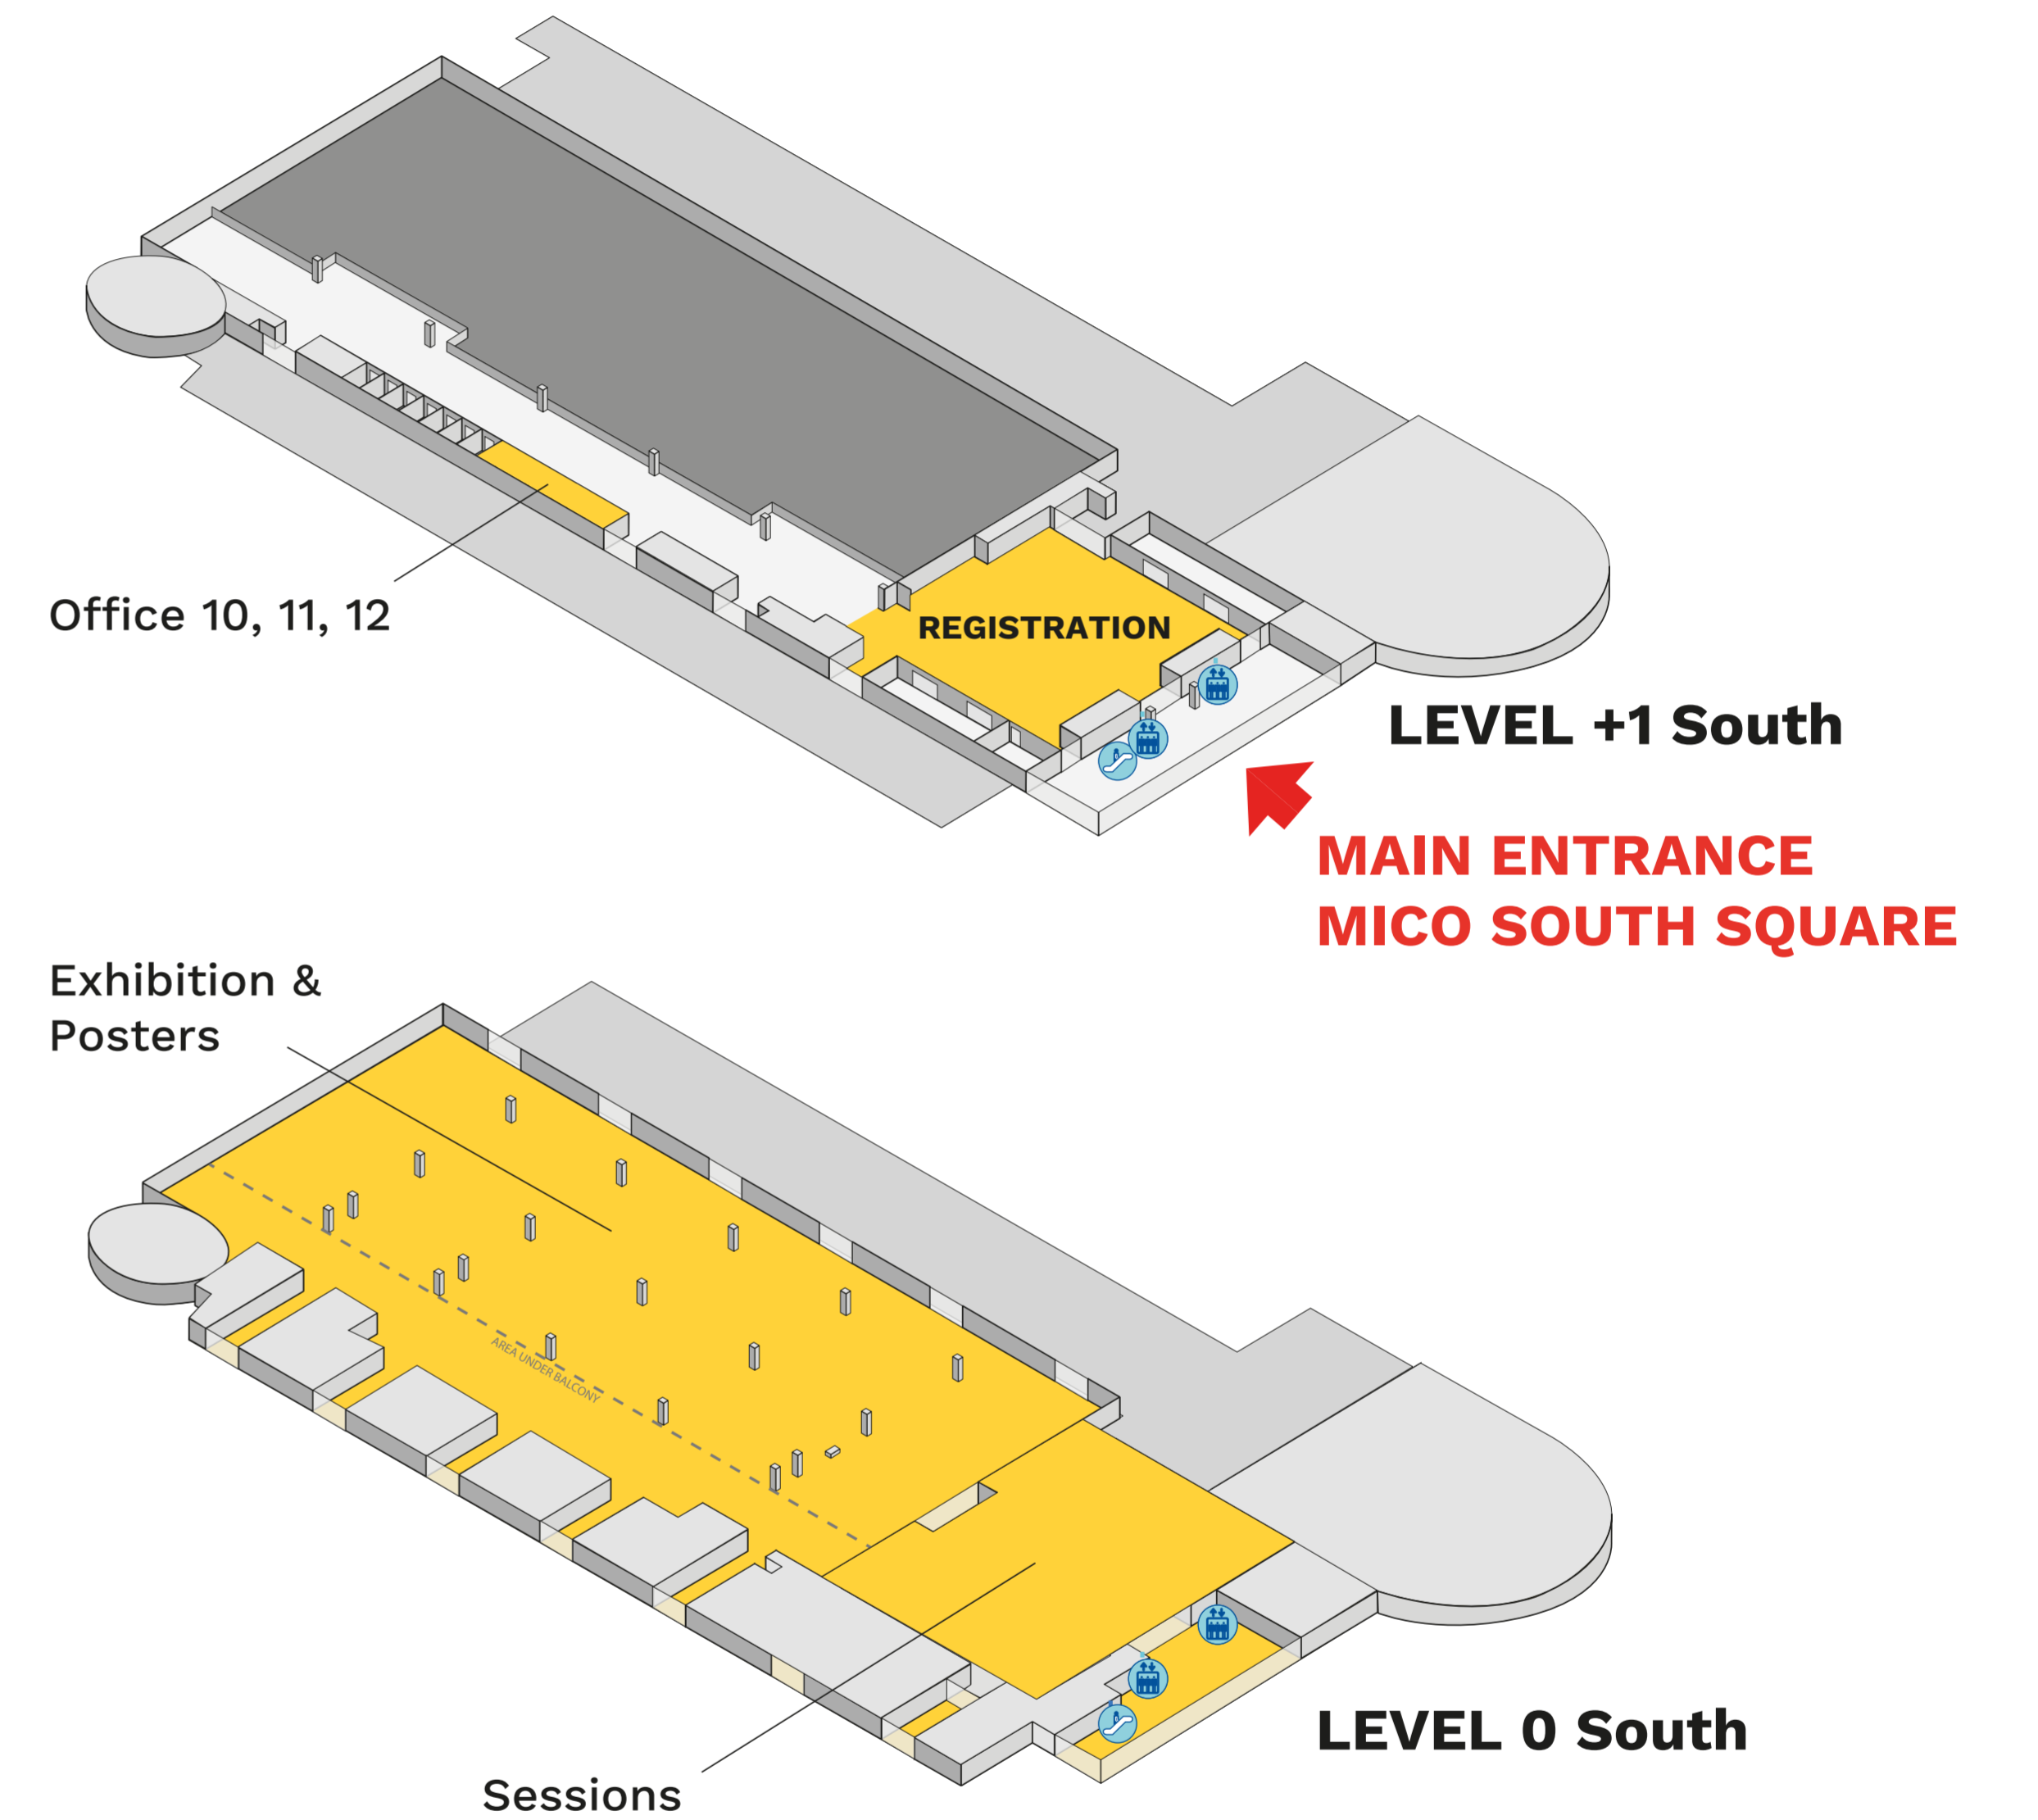 REGISTRATION
Office 10, 11, 12
LEVEL +1 South
MAIN ENTRANCE
MICO SOUTH SQUARE
Exhibition &
Posters
AREA UNDER BALCONY
LEVEL 0 South
Sessions